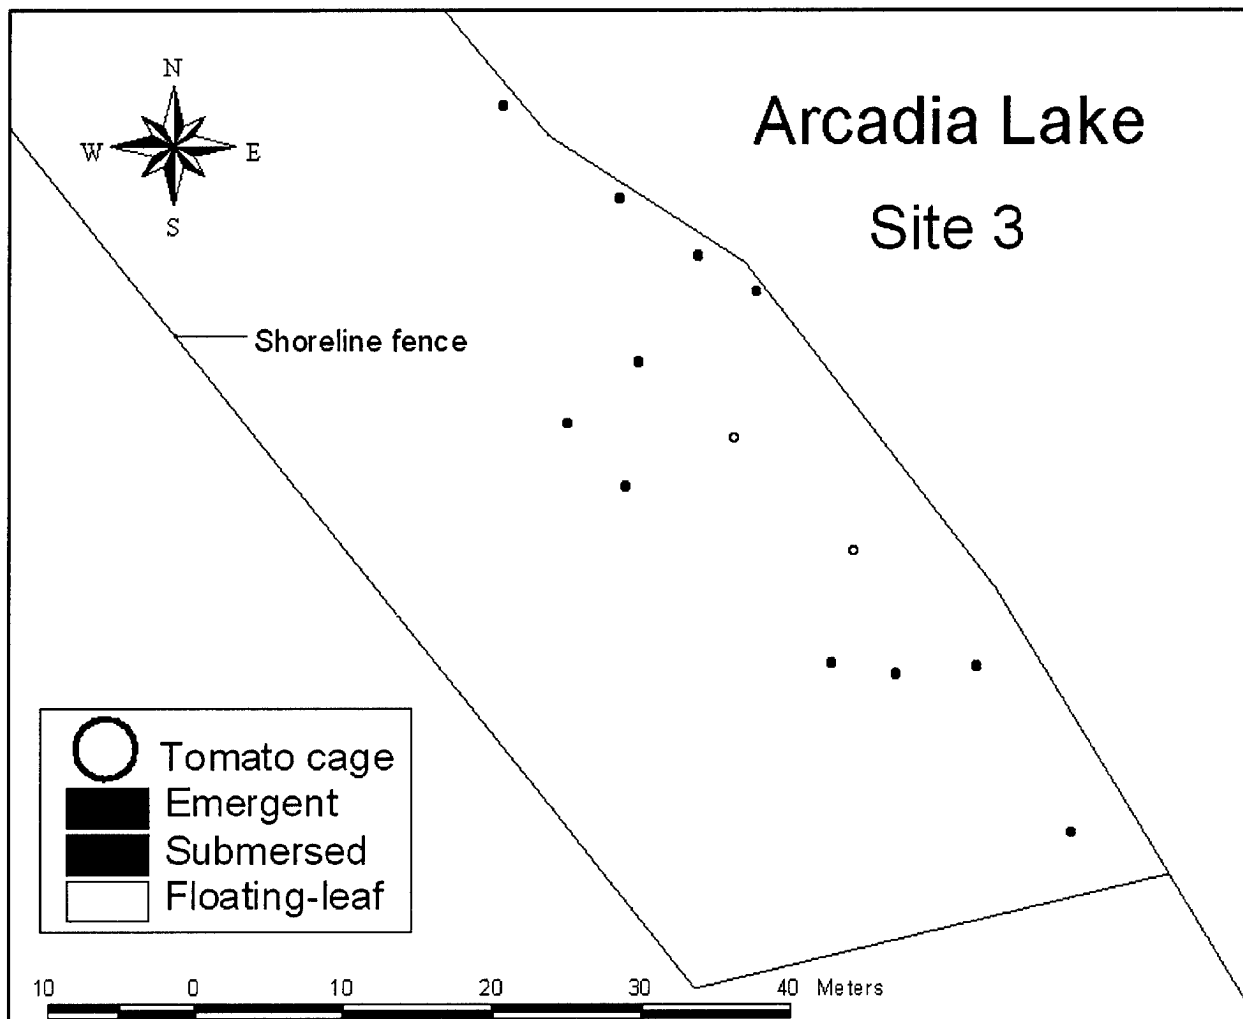 Arcadia Lake
Site 3
N
W E
S
Shoreline fence
Tomato cage
Emergent
Submersed
Floating-leaf
10 0 10 20 30 40 Meters